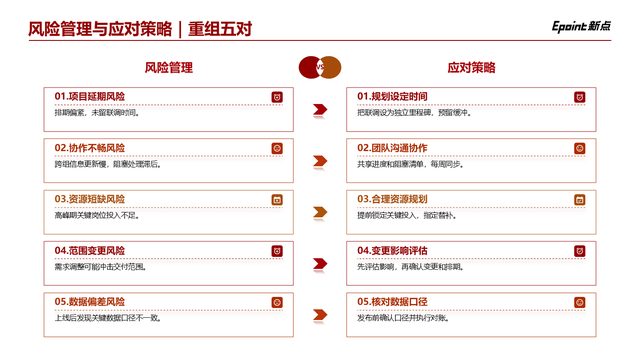 风险管理与应对策略｜重组五对
Epoint新点
风险管理
VS
应对策略
01.项目延期风险
排期偏紧，未留联调时间。
01.规划设定时间
把联调设为独立里程碑，预留缓冲。
02.协作不畅风险
跨组信息更新慢，阻塞处理滞后。
02.团队沟通协作
共享进度和阻塞清单，每周同步。
03.资源短缺风险
高峰期关键岗位投入不足。
03.合理资源规划
提前锁定关键投入，指定替补。
04.范围变更风险
需求调整可能冲击交付范围。
04.变更影响评估
先评估影响，再确认变更和排期。
05.数据偏差风险
上线后发现关键数据口径不一致。
05.核对数据口径
发布前确认口径并执行对账。